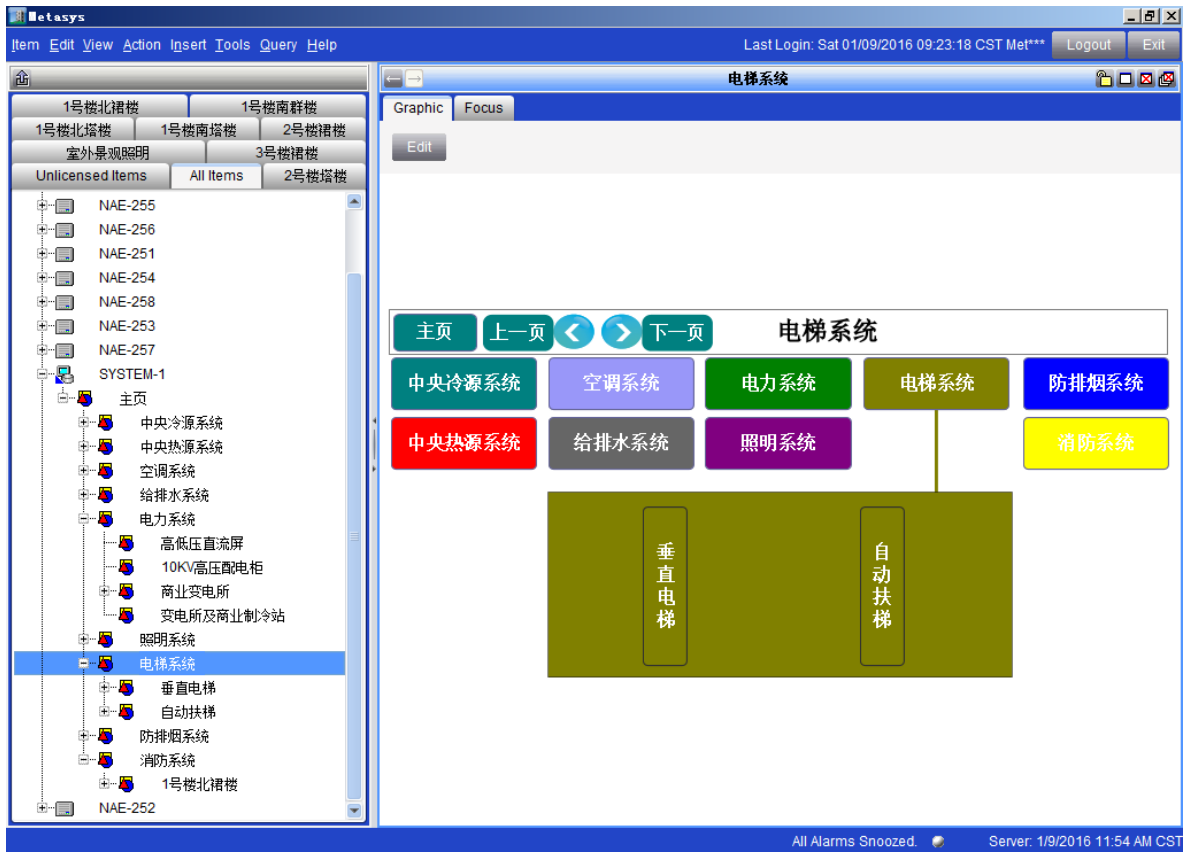 Metasys
Item Edit View Action Insert Tools Query Help
Last Login: Sat 01/09/2016 09:23:18 CST Met***
Logout
Exit
1号楼北裙楼
1号楼南群楼
1号楼北塔楼
1号楼南塔楼
2号楼裙楼
室外景观照明
3号楼裙楼
Unlicensed Items
All Items
2号楼塔楼
NAE-255
NAE-256
NAE-251
NAE-254
NAE-258
NAE-253
NAE-257
SYSTEM-1
主页
中央冷源系统
中央热源系统
空调系统
给排水系统
电力系统
高低压直流屏
10KV高压配电柜
商业变电所
变电所及商业制冷站
照明系统
电梯系统
垂直电梯
自动扶梯
防排烟系统
消防系统
1号楼北裙楼
NAE-252
电梯系统
Graphic
Focus
Edit
主页
上一页
下一页
电梯系统
中央冷源系统
空调系统
电力系统
电梯系统
防排烟系统
中央热源系统
给排水系统
照明系统
消防系统
垂直电梯
自动扶梯
All Alarms Snoozed.
Server: 1/9/2016 11:54 AM CST